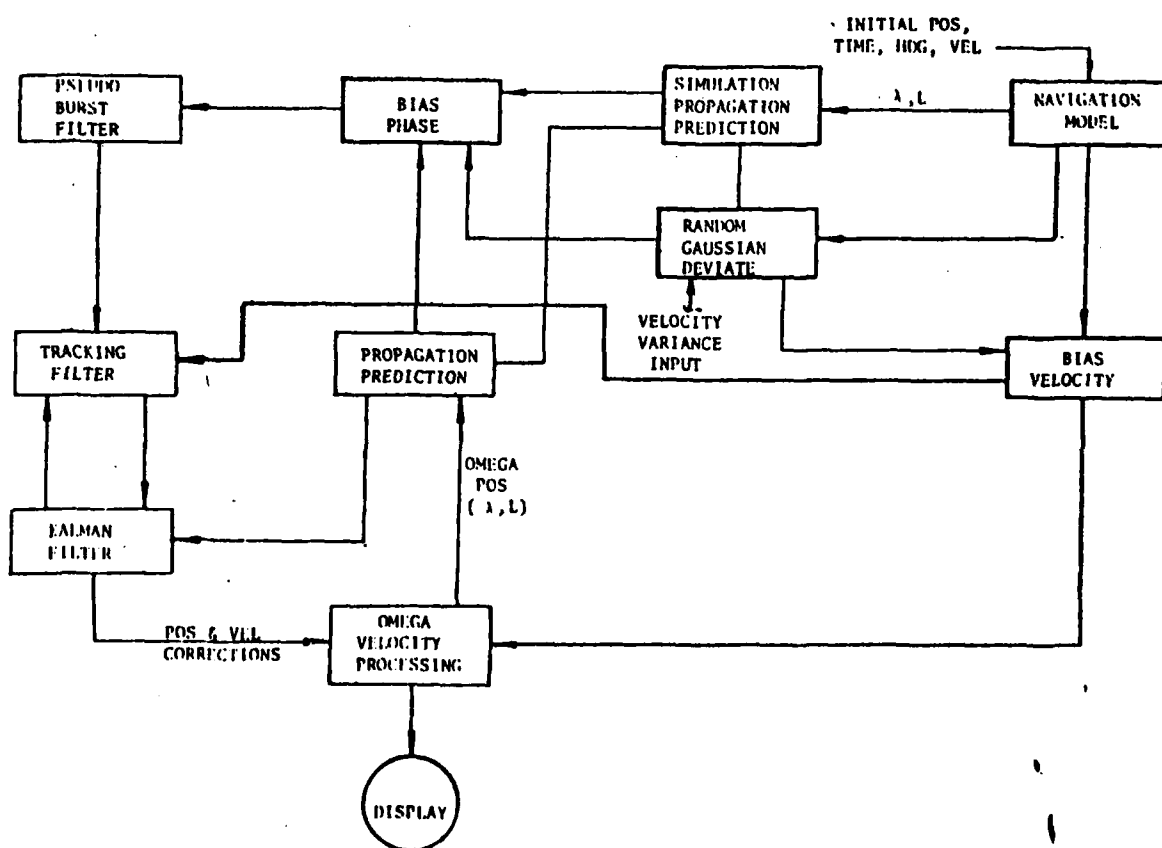 INITIAL POS,
TIME, HDG, VEL
PSEUDO
BURST
FILTER
BIAS
PHASE
SIMULATION
PROPAGATION
PREDICTION
λ,L
NAVIGATION
MODEL
RANDOM
GAUSSIAN
DEVIATE
VELOCITY
VARIANCE
INPUT
TRACKING
FILTER
PROPAGATION
PREDICTION
BIAS
VELOCITY
OMEGA
POS
(λ,L)
KALMAN
FILTER
POS & VEL
CORRECTIONS
OMEGA
VELOCITY
PROCESSING
DISPLAY